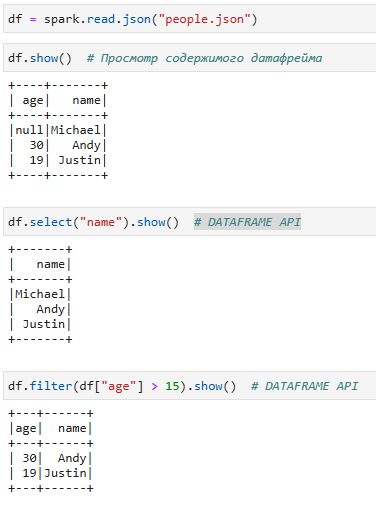 df = spark.read.json("people.json")
df.show()  # Просмотр содержимого датафрейма
+----+-------+
| age|   name|
+----+-------+
|null|Michael|
|  30|   Andy|
|  19| Justin|
+----+-------+
df.select("name").show()  # DATAFRAME API
+-------+
|   name|
+-------+
|Michael|
|   Andy|
| Justin|
+-------+
df.filter(df["age"] > 15).show()  # DATAFRAME API
+---+------+
|age|  name|
+---+------+
| 30|  Andy|
| 19|Justin|
+---+------+